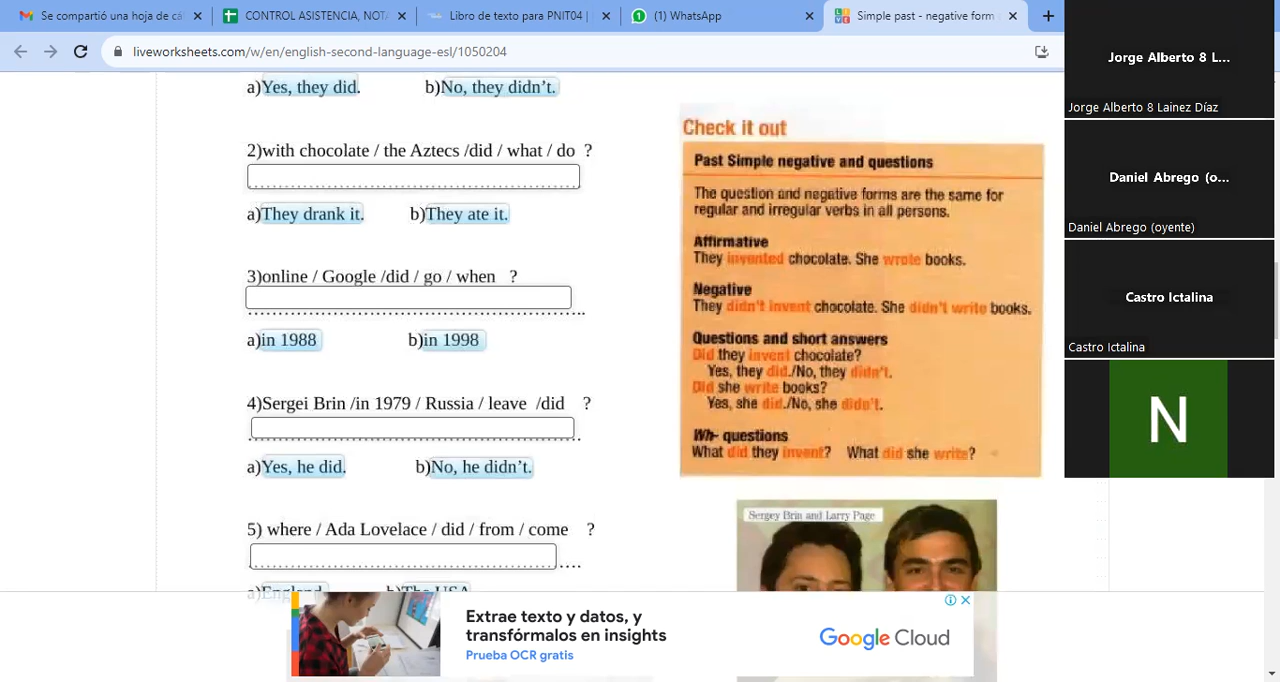 Se compartió una hoja de cá
CONTROL ASISTENCIA, NOTA
Libro de texto para PNIT04 |
(1) WhatsApp
Simple past - negative form
liveworksheets.com/w/en/english-second-language-esl/1050204
a)Yes, they did.    b)No, they didn't.
2)with chocolate / the Aztecs /did / what / do  ?
a)They drank it.    b)They ate it.
3)online / Google /did / go / when   ?
a)in 1988    b)in 1998
4)Sergei Brin /in 1979 / Russia / leave  /did    ?
a)Yes, he did.    b)No, he didn't.
5) where / Ada Lovelace / did / from / come    ?
a)England    b)The USA
Check it out
Past Simple negative and questions
The question and negative forms are the same for
regular and irregular verbs in all persons.
Affirmative
They invented chocolate. She wrote books.
Negative
They didn't invent chocolate. She didn't write books.
Questions and short answers
Did they invent chocolate?
Yes, they did./No, they didn't.
Did she write books?
Yes, she did./No, she didn't.
Wh- questions
What did they invent?   What did she write?
Sergey Brin and Larry Page
Extrae texto y datos, y
transfórmalos en insights
Prueba OCR gratis
Google Cloud
Jorge Alberto 8 L...
Jorge Alberto 8 Lainez Díaz
Daniel Abrego (o...
Daniel Abrego (oyente)
Castro Ictalina
Castro Ictalina
N